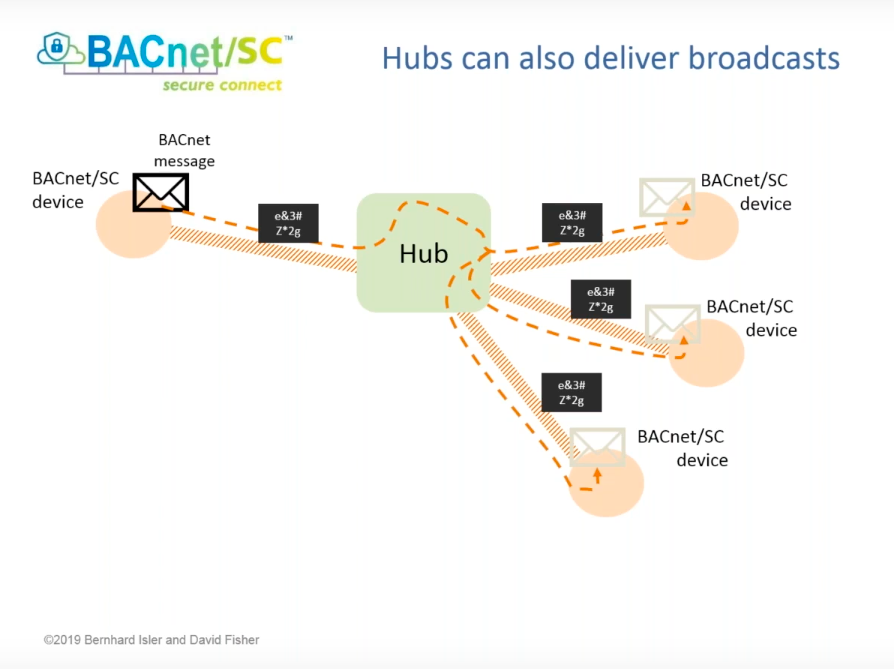 BACnet/SC™
secure connect
Hubs can also deliver broadcasts
BACnet
message
BACnet/SC
device
e&3#
Z*2g
Hub
e&3#
Z*2g
BACnet/SC
device
e&3#
Z*2g
BACnet/SC
device
e&3#
Z*2g
BACnet/SC
device
©2019 Bernhard Isler and David Fisher